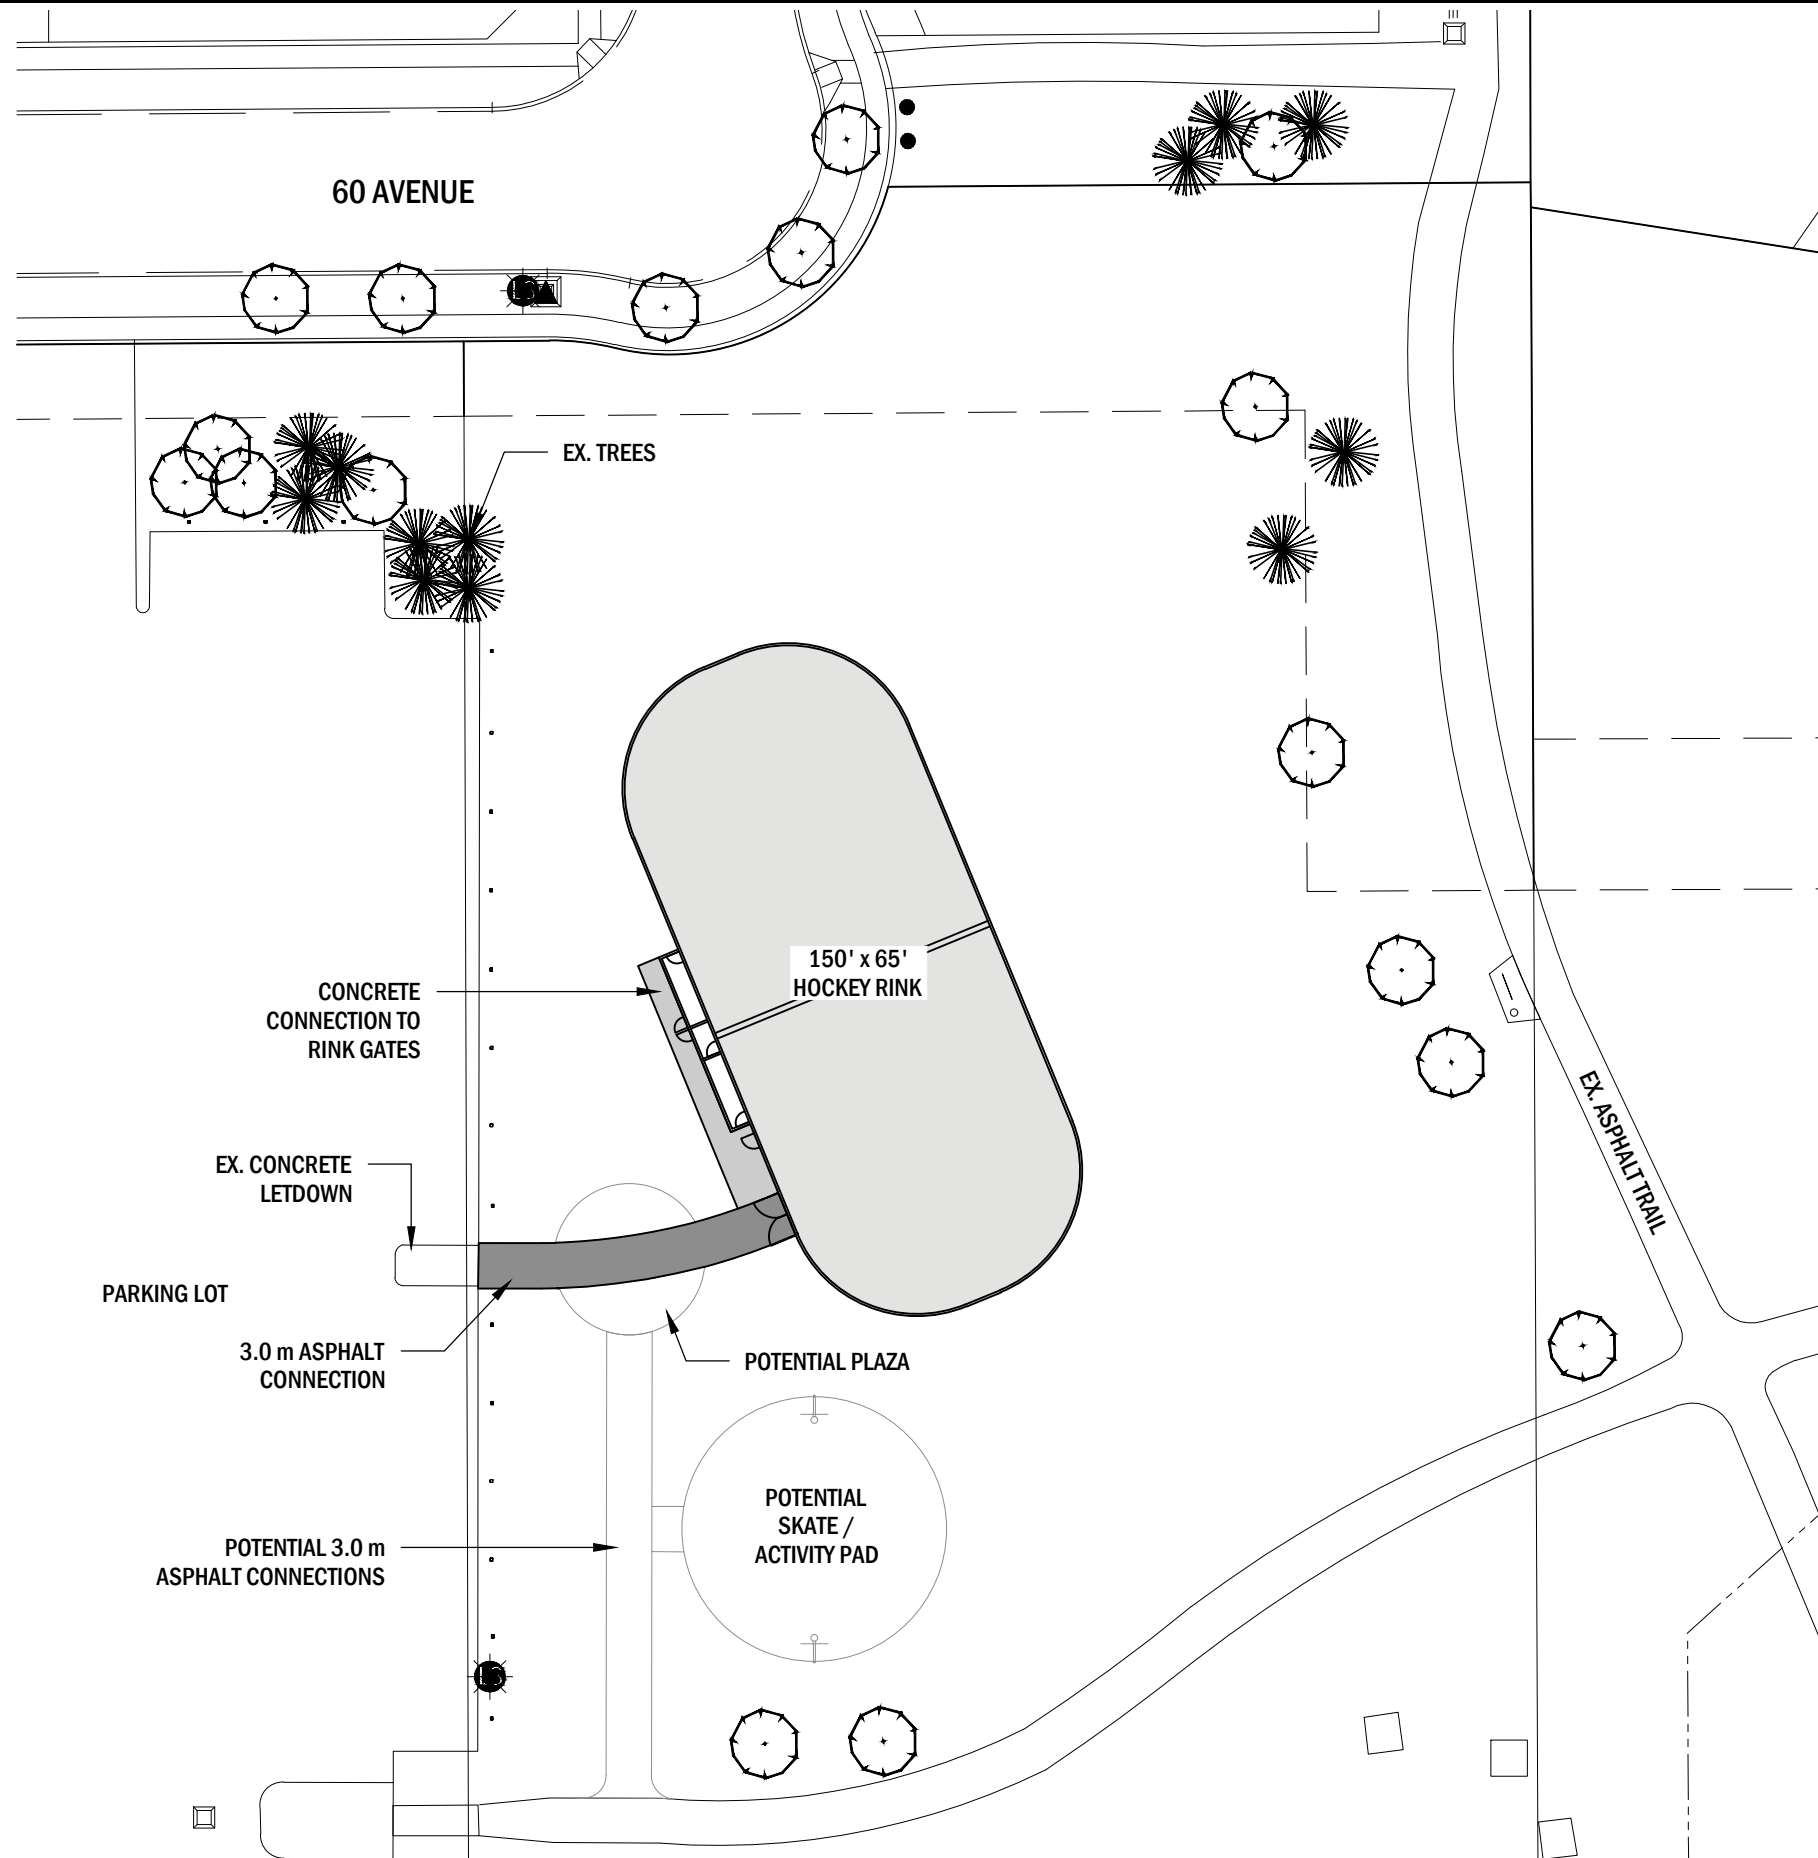 60 AVENUE
EX. TREES
150' x 65'
HOCKEY RINK
CONCRETE
CONNECTION TO
RINK GATES
EX. ASPHALT TRAIL
EX. CONCRETE
LETDOWN
PARKING LOT
3.0 m ASPHALT
CONNECTION
POTENTIAL PLAZA
POTENTIAL
SKATE /
ACTIVITY PAD
POTENTIAL 3.0 m
ASPHALT CONNECTIONS